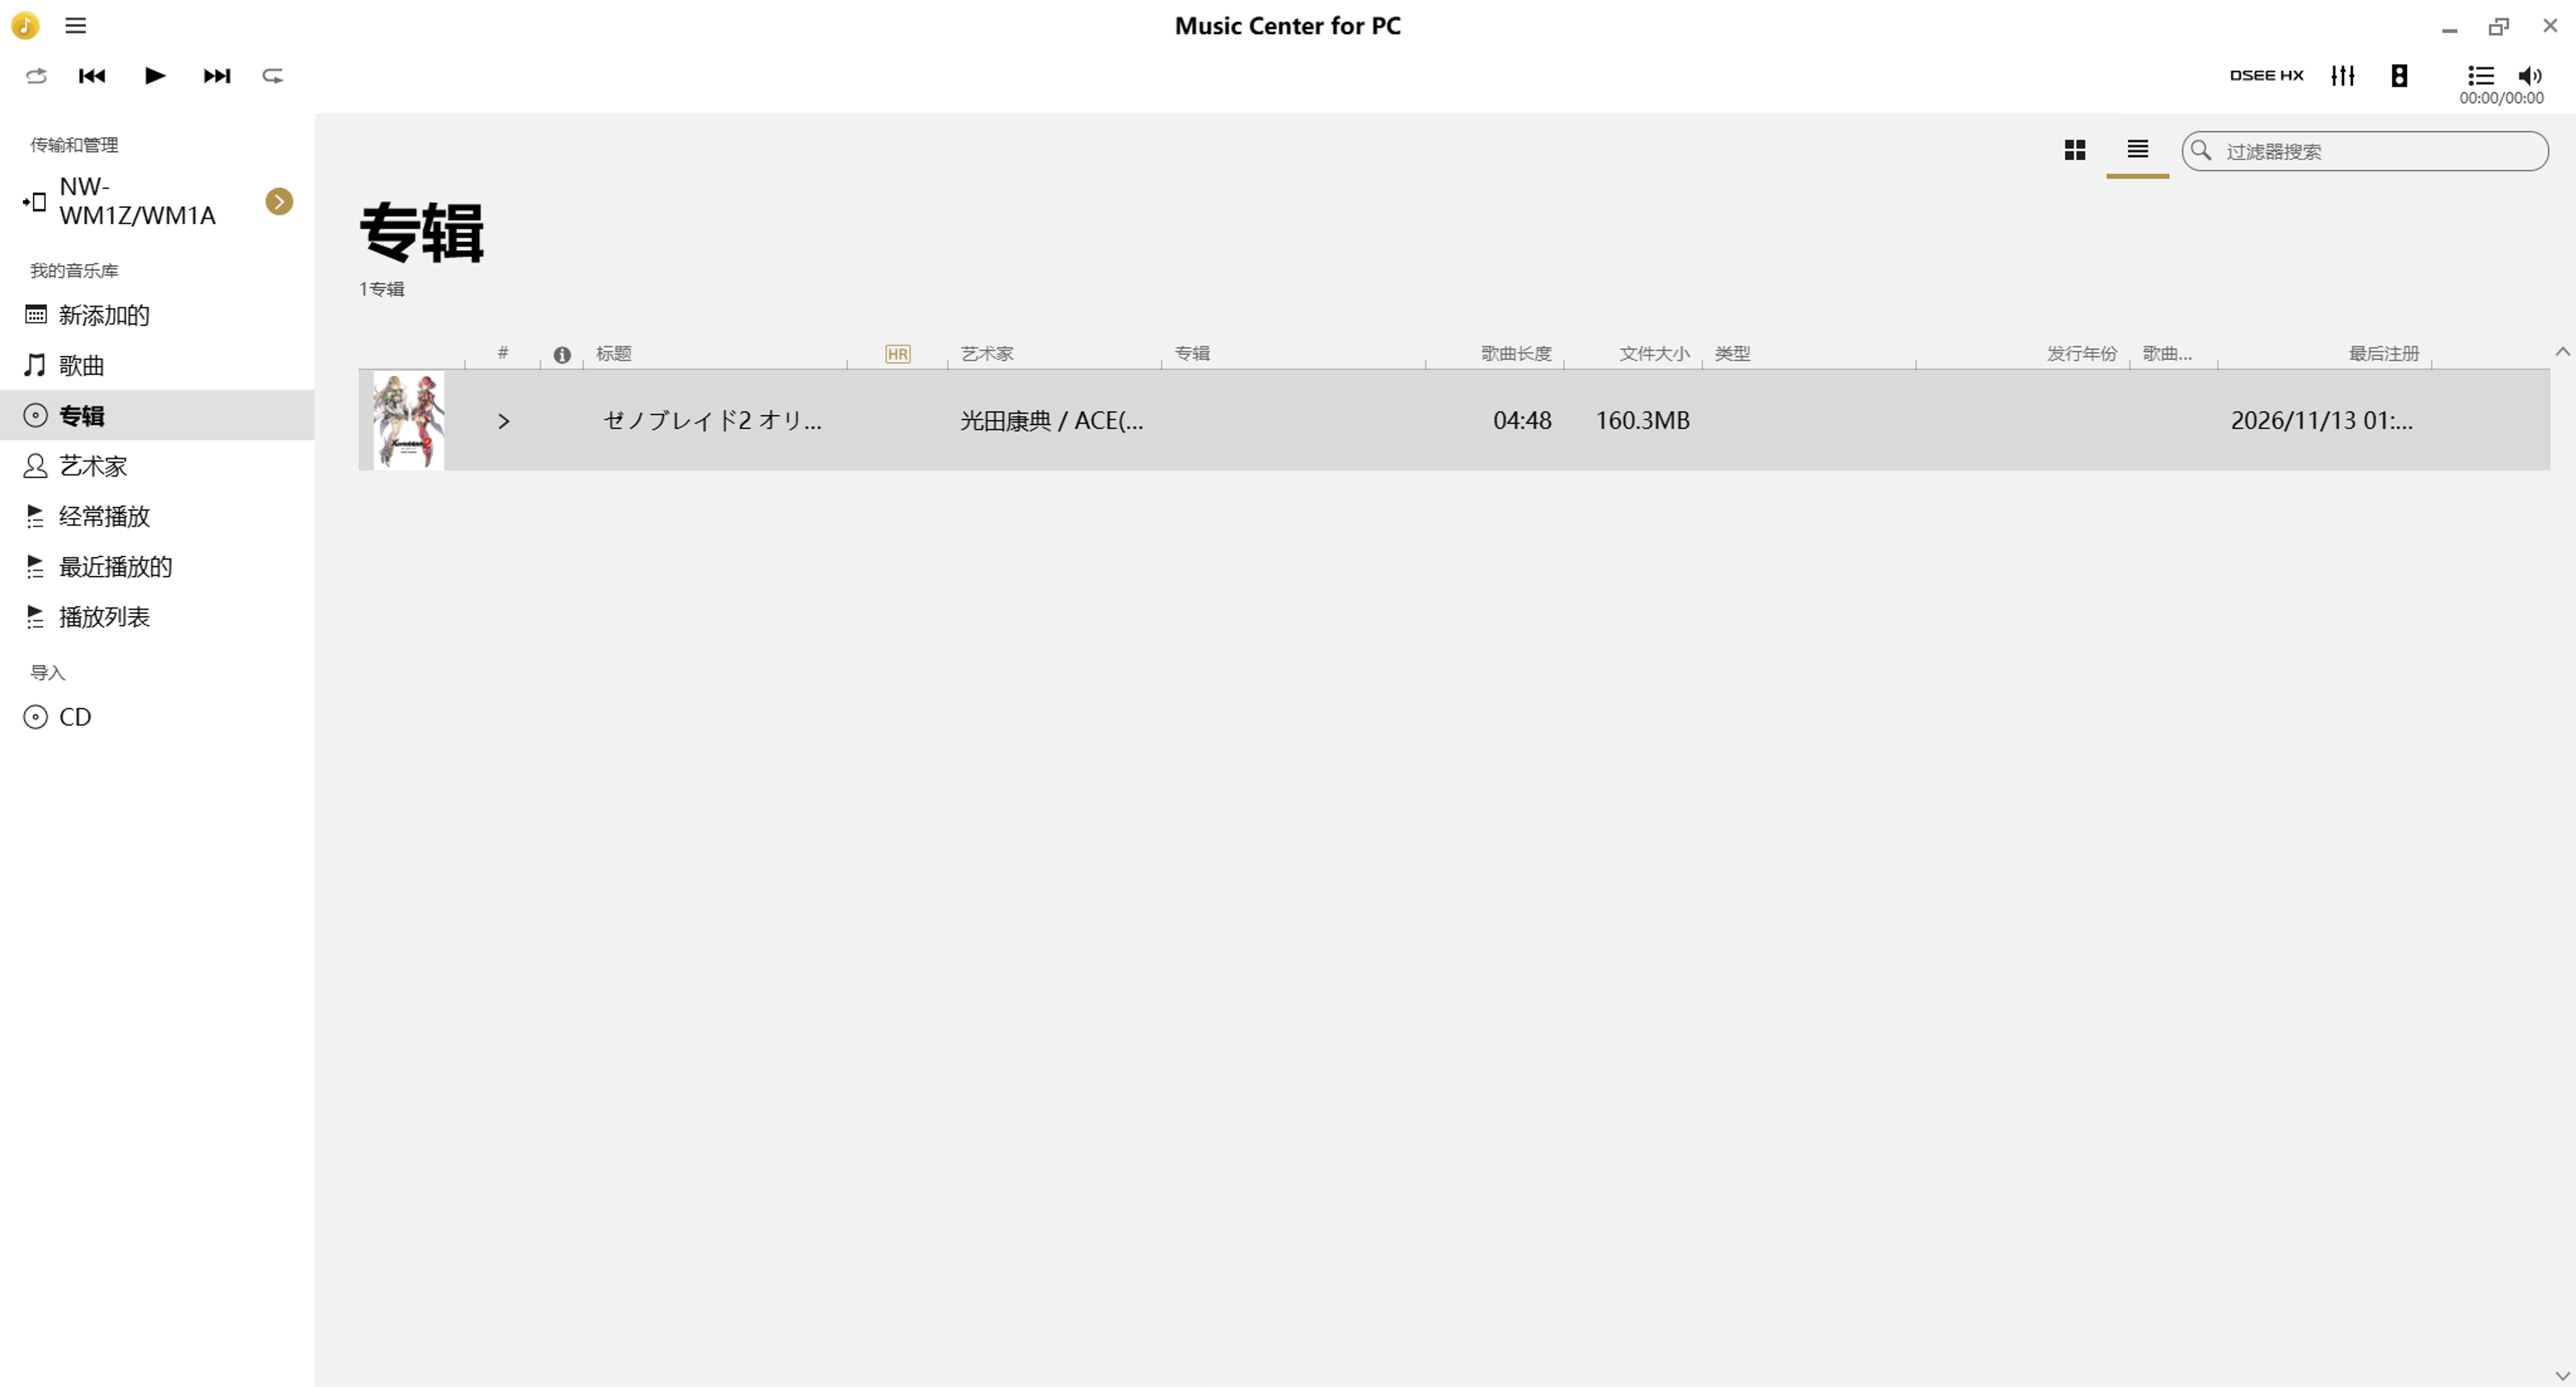 Music Center for PC
DSEE HX
00:00/00:00
传输和管理
NW-
WM1Z/WM1A
我的音乐库
新添加的
歌曲
专辑
艺术家
经常播放
最近播放的
播放列表
导入
CD
过滤器搜索
专辑
1专辑
# 标题 HR 艺术家 专辑 歌曲长度 文件大小 类型 发行年份 歌曲... 最后注册
Xenoblade 2
ゼノブレイド2 オリ... 光田康典 / ACE(... 04:48 160.3MB 2026/11/13 01:...